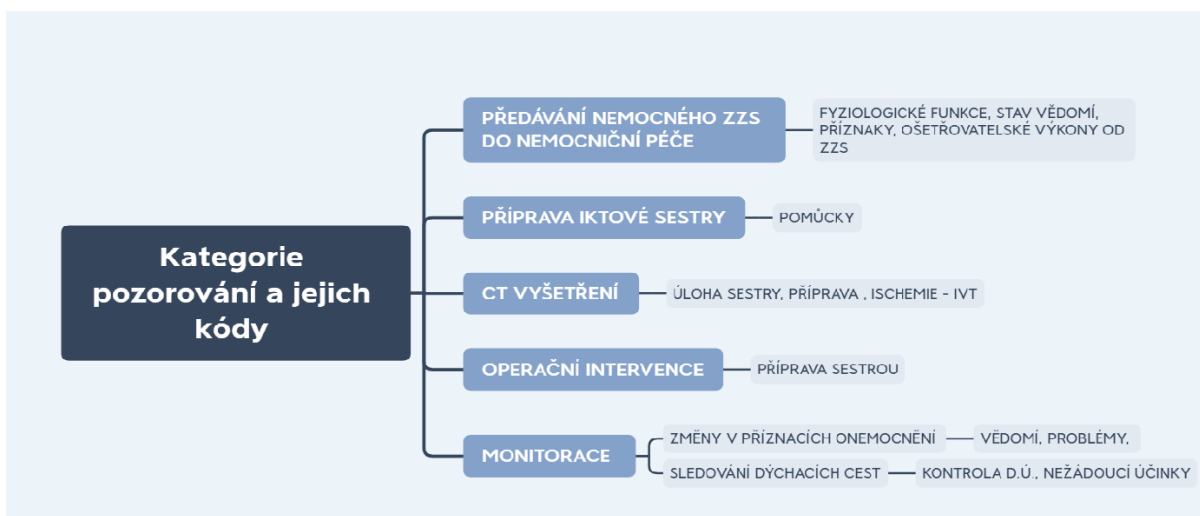 Kategorie
pozorování a jejich
kódy
PŘEDÁVÁNÍ NEMOCNÉHO ZZS
DO NEMOCNIČNÍ PÉČE
FYZIOLOGICKÉ FUNKCE, STAV VĚDOMÍ,
PŘÍZNAKY, OŠETŘOVATELSKÉ VÝKONY OD
ZZS
PŘÍPRAVA IKTOVÉ SESTRY
POMŮCKY
CT VYŠETŘENÍ
ÚLOHA SESTRY, PŘÍPRAVA , ISCHEMIE - IVT
OPERAČNÍ INTERVENCE
PŘÍPRAVA SESTROU
MONITORACE
ZMĚNY V PŘÍZNACÍCH ONEMOCNĚNÍ
VĚDOMÍ, PROBLÉMY,
SLEDOVÁNÍ DÝCHACÍCH CEST
KONTROLA D.Ú., NEŽÁDOUCÍ ÚČINKY